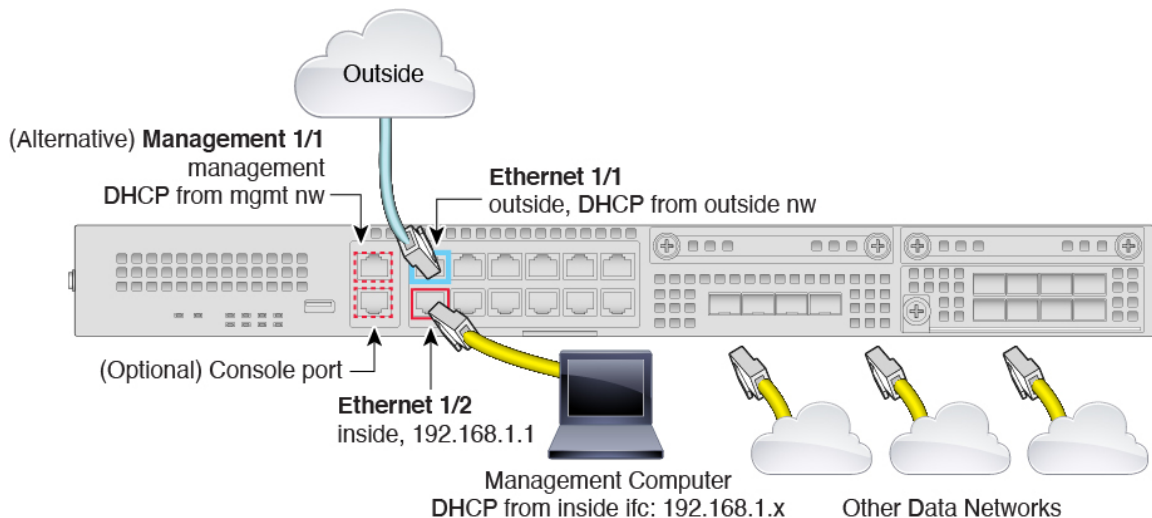 Outside
(Alternative) Management 1/1
management
DHCP from mgmt nw
Ethernet 1/1
outside, DHCP from outside nw
(Optional) Console port
Ethernet 1/2
inside, 192.168.1.1
Management Computer
DHCP from inside ifc: 192.168.1.x
Other Data Networks